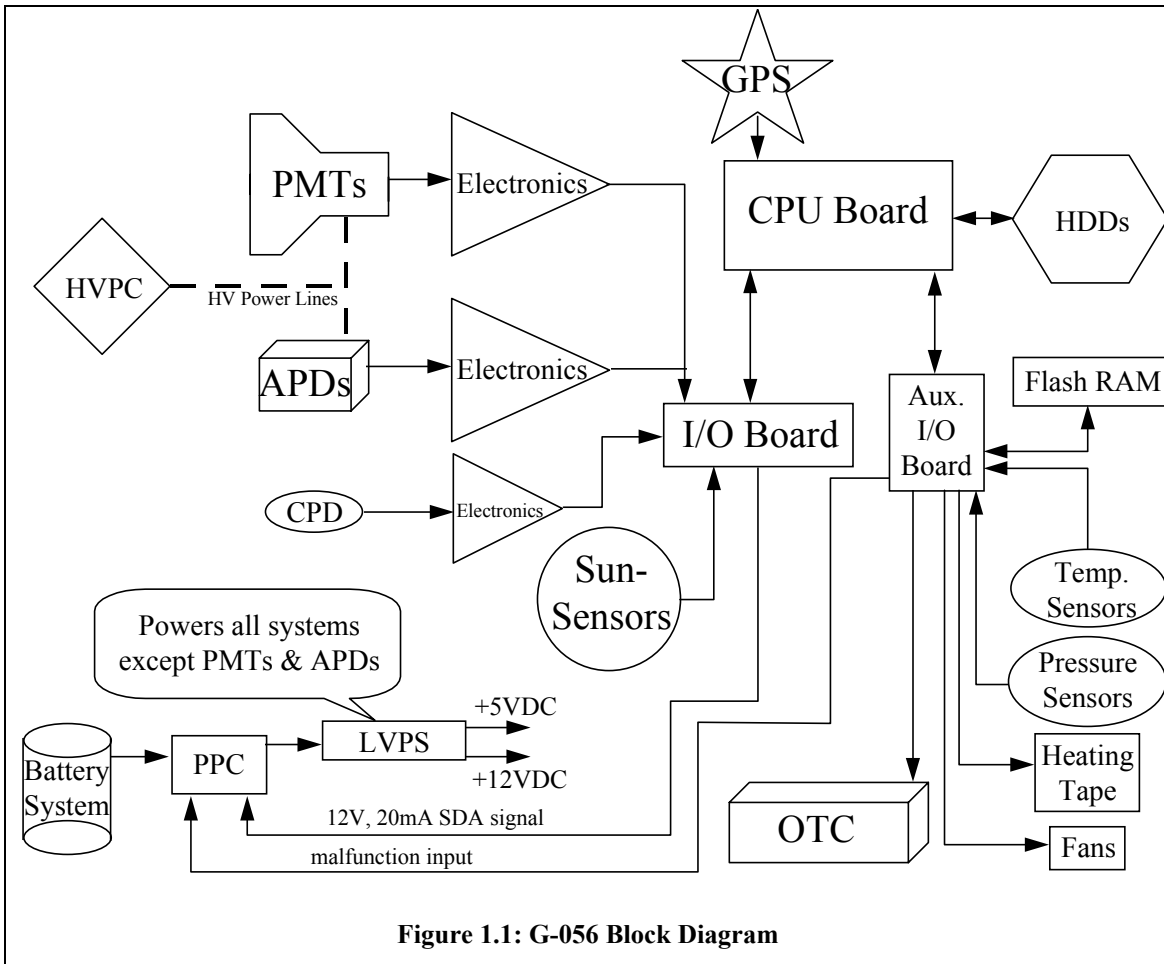 GPS
PMTs
Electronics
CPU Board
HDDs
HVPC
HV Power Lines
APDs
Electronics
Flash RAM
Aux.
I/O
Board
I/O Board
CPD
Electronics
Sun-
Sensors
Temp.
Sensors
Pressure
Sensors
Powers all systems
except PMTs & APDs
+5VDC
LVPS
+12VDC
Battery
System
PPC
Heating
Tape
12V, 20mA SDA signal
OTC
malfunction input
Fans
Figure 1.1: G-056 Block Diagram